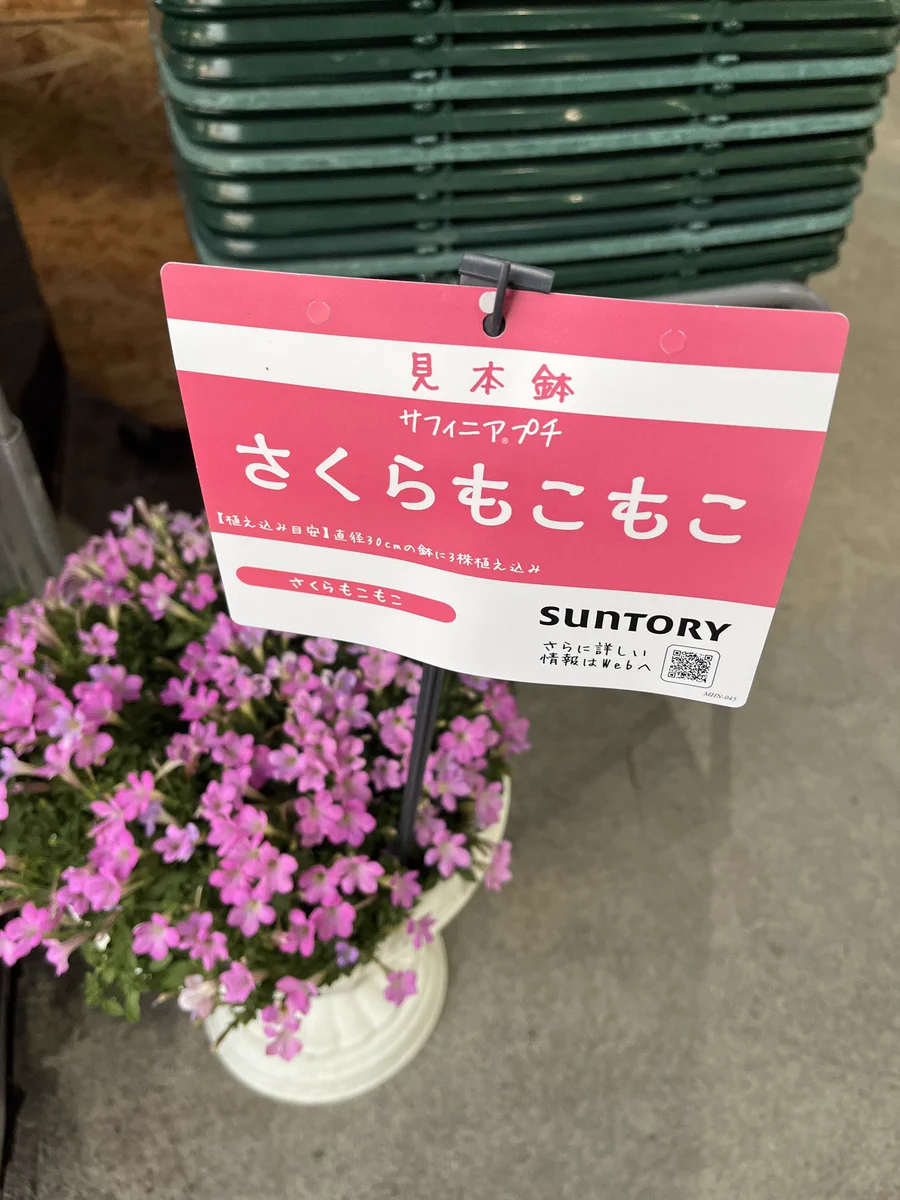 見本鉢
サフィニア®プチ
さくらもこもこ
【植え込み目安】直径30cmの鉢に3株植え込み
さくらもこもこ
SUNTORY
さらに詳しい
情報はWebへ
MHN-045